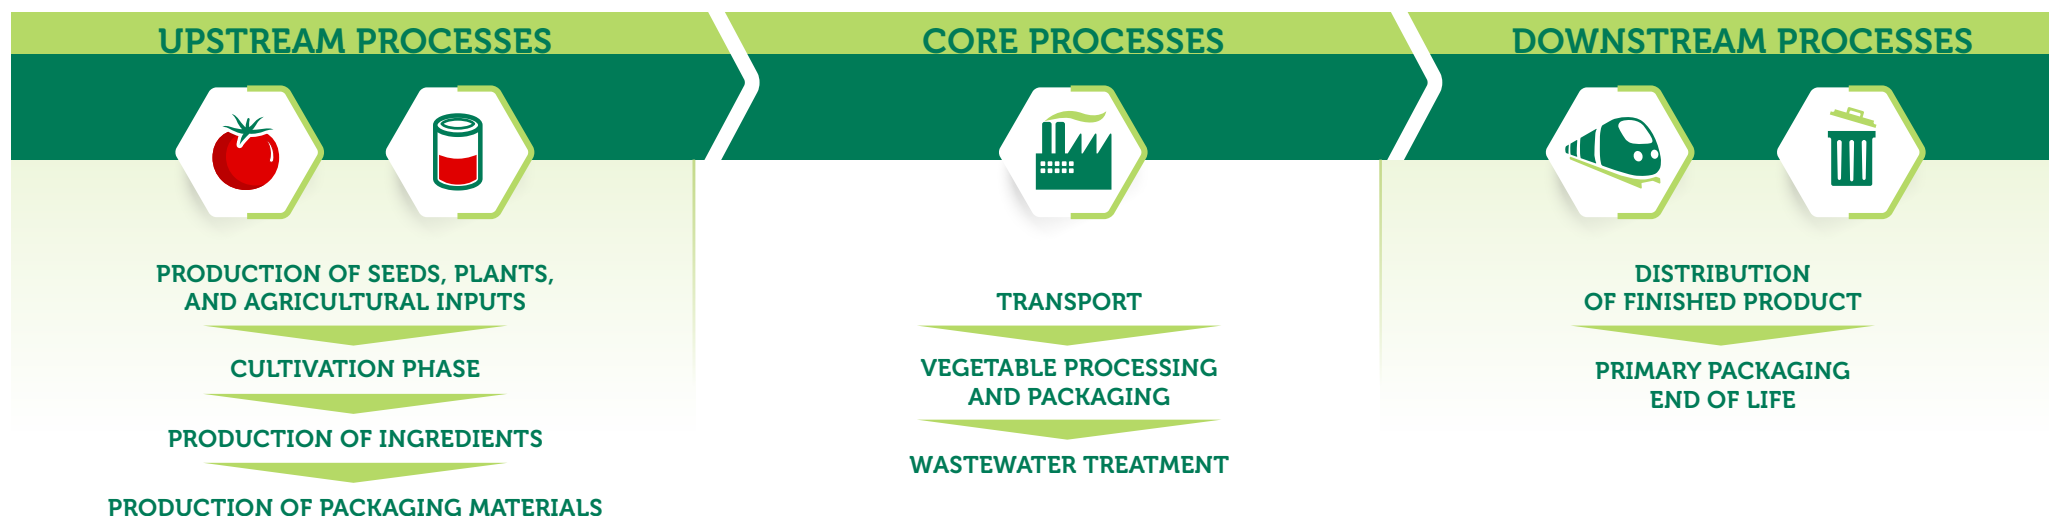 UPSTREAM PROCESSES
PRODUCTION OF SEEDS, PLANTS,
AND AGRICULTURAL INPUTS
CULTIVATION PHASE
PRODUCTION OF INGREDIENTS
PRODUCTION OF PACKAGING MATERIALS
CORE PROCESSES
TRANSPORT
VEGETABLE PROCESSING
AND PACKAGING
WASTEWATER TREATMENT
DOWNSTREAM PROCESSES
DISTRIBUTION
OF FINISHED PRODUCT
PRIMARY PACKAGING
END OF LIFE